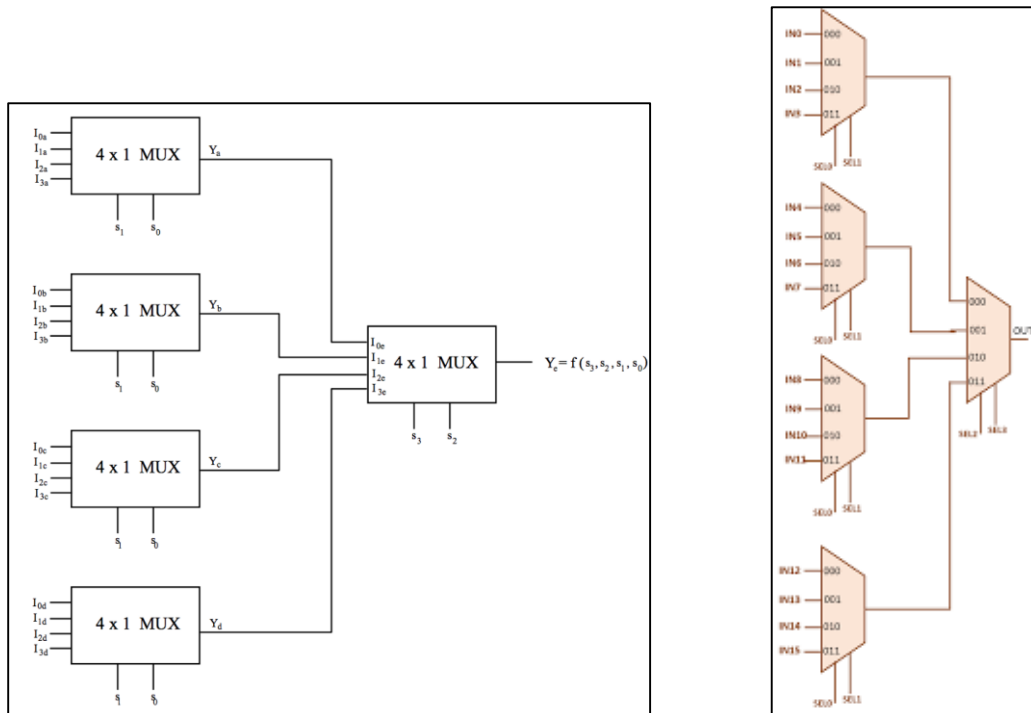 I0a
I1a
I2a
I3a
4 x 1 MUX
Ya
s1 s0
I0b
I1b
I2b
I3b
4 x 1 MUX
Yb
s1 s0
I0c
I1c
I2c
I3c
4 x 1 MUX
Yc
s1 s0
I0d
I1d
I2d
I3d
4 x 1 MUX
Yd
s1 s0
I0e
I1e
I2e
I3e
4 x 1 MUX
Ye = f (s3, s2, s1, s0)
s3 s2
IN0 000
IN1 001
IN2 010
IN3 011
SEL0 SEL1
IN4 000
IN5 001
IN6 010
IN7 011
SEL0 SEL1
IN8 000
IN9 001
IN10 010
IN11 011
SEL0 SEL1
IN12 000
IN13 001
IN14 010
IN15 011
SEL0 SEL1
000
001
010
011
OUT
SEL2 SEL3